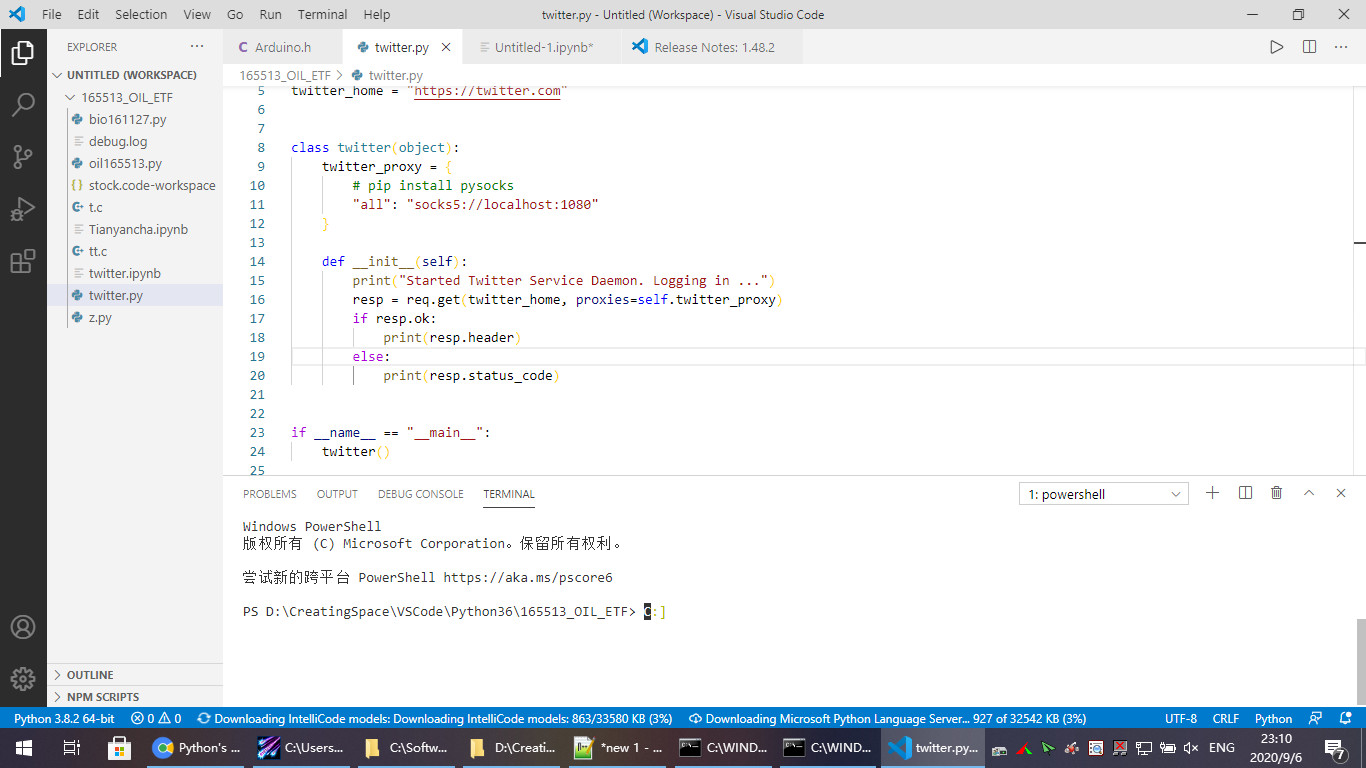 File Edit Selection View Go Run Terminal Help twitter.py - Untitled (Workspace) - Visual Studio Code
EXPLORER ··· Arduino.h twitter.py Untitled-1.ipynb* Release Notes: 1.48.2 ···
UNTITLED (WORKSPACE)
165513_OIL_ETF
bio161127.py
debug.log
oil165513.py
stock.code-workspace
t.c
Tianyancha.ipynb
tt.c
twitter.ipynb
twitter.py
z.py
OUTLINE
NPM SCRIPTS
165513_OIL_ETF > twitter.py
5 twitter_home = "https://twitter.com"
6
7
8 class twitter(object):
9 twitter_proxy = {
10 # pip install pysocks
11 "all": "socks5://localhost:1080"
12 }
13
14 def __init__(self):
15 print("Started Twitter Service Daemon. Logging in ...")
16 resp = req.get(twitter_home, proxies=self.twitter_proxy)
17 if resp.ok:
18 print(resp.header)
19 else:
20 print(resp.status_code)
21
22
23 if __name__ == "__main__":
24 twitter()
25
PROBLEMS OUTPUT DEBUG CONSOLE TERMINAL 1: powershell
Windows PowerShell
版权所有 (C) Microsoft Corporation。保留所有权利。
尝试新的跨平台 PowerShell https://aka.ms/pscore6
PS D:\CreatingSpace\VSCode\Python36\165513_OIL_ETF> C:]
Python 3.8.2 64-bit 0 0 Downloading IntelliCode models: Downloading IntelliCode models: 863/33580 KB (3%) Downloading Microsoft Python Language Server... 927 of 32542 KB (3%) UTF-8 CRLF Python
Python's ... C:\Users... C:\Softw... D:\Creati... *new 1 - ... C:\WIND... C:\WIND... twitter.py... ENG 23:10
2020/9/6 7